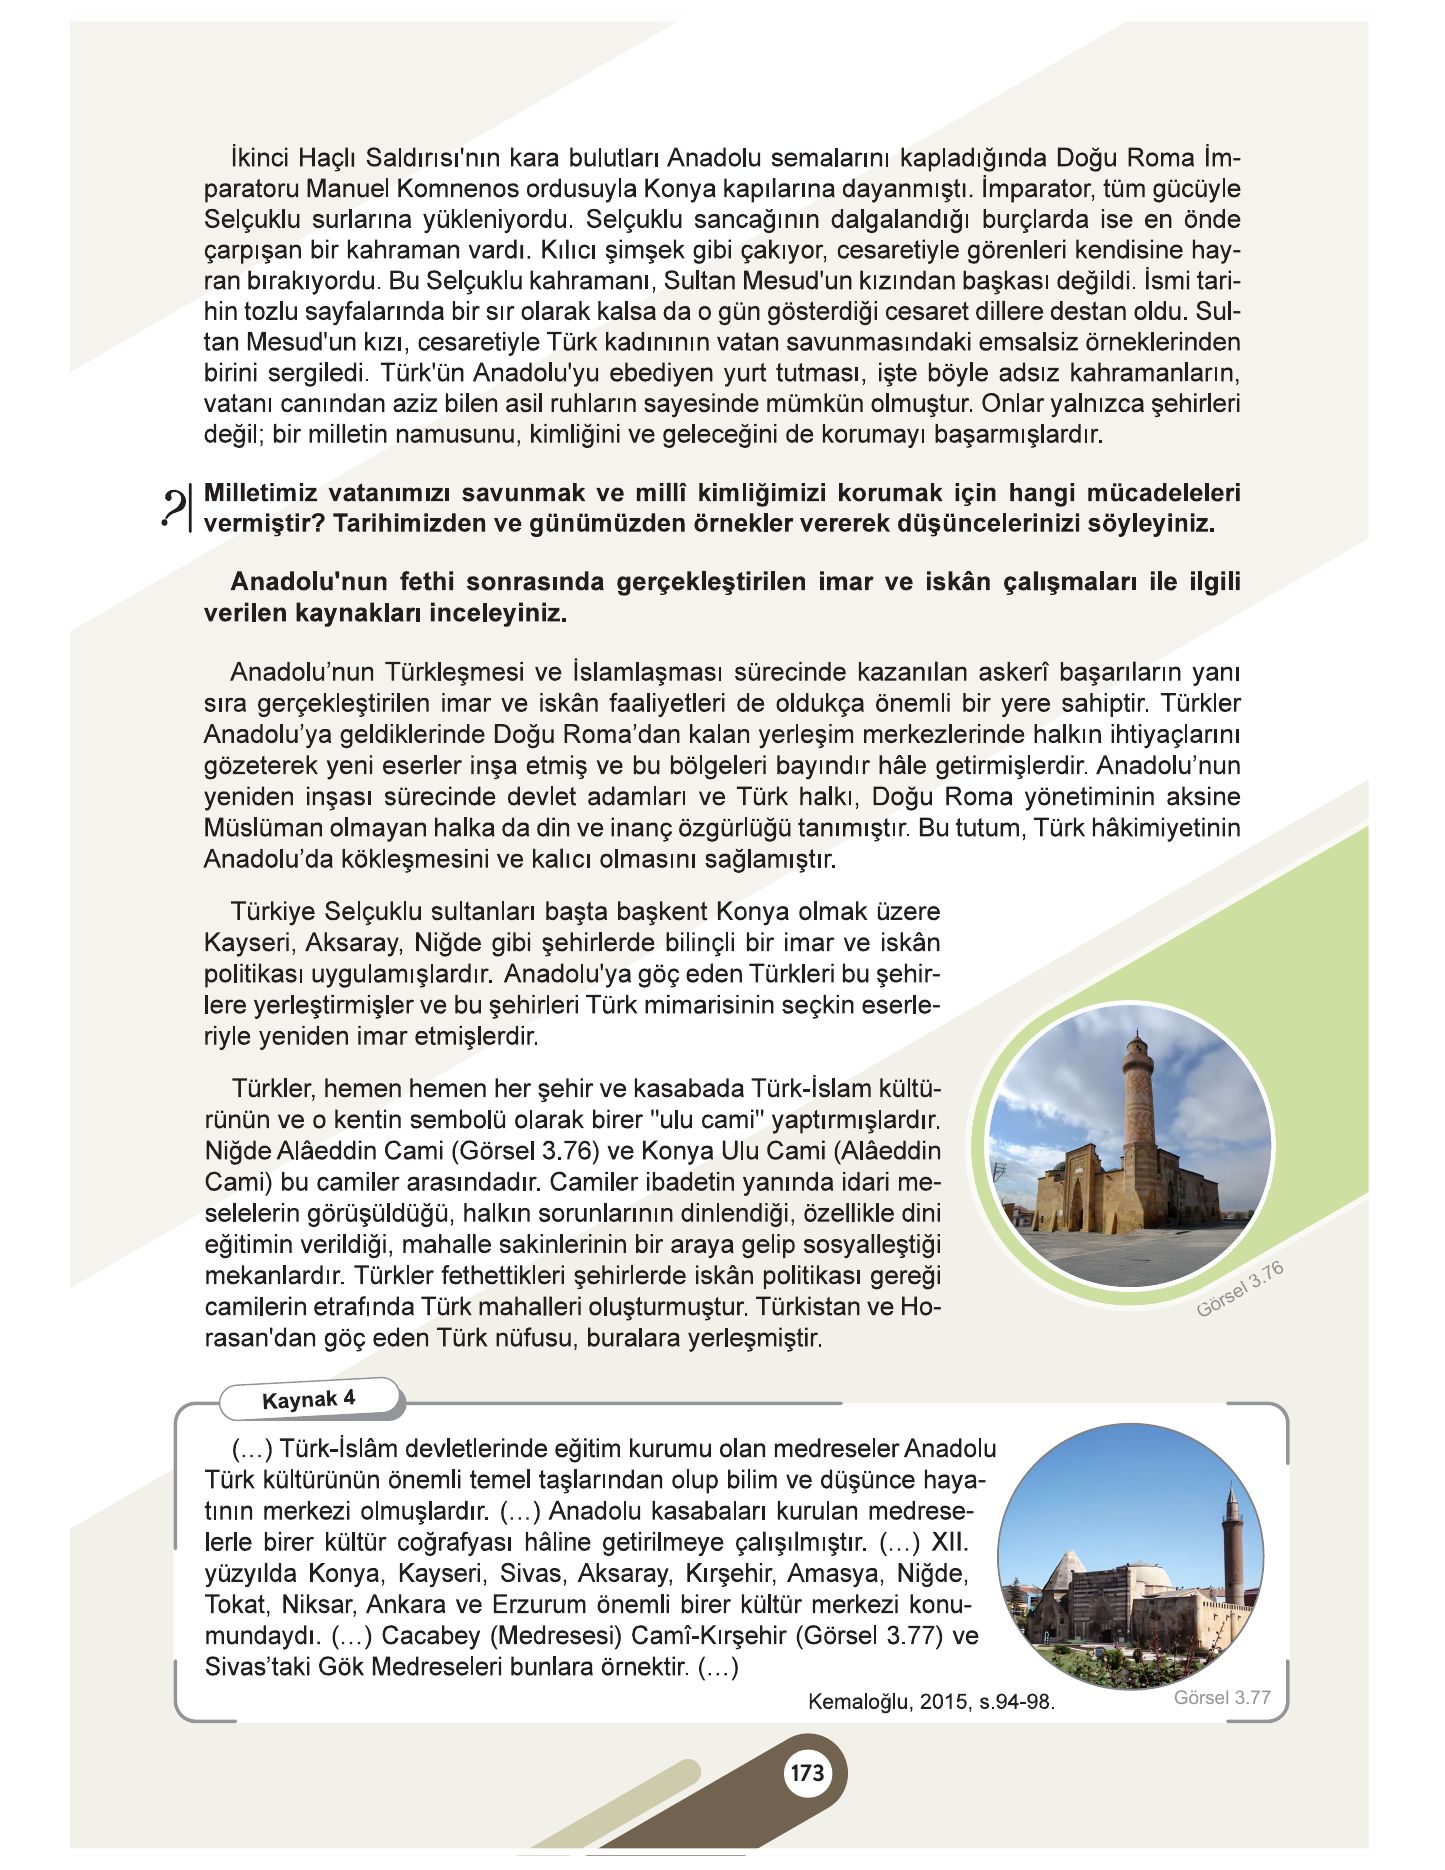 İkinci Haçlı Saldırısı'nın kara bulutları Anadolu semalarını kapladığında Doğu Roma İm-
paratoru Manuel Komnenos ordusuyla Konya kapılarına dayanmıştı. İmparator, tüm gücüyle
Selçuklu surlarına yükleniyordu. Selçuklu sancağının dalgalandığı burçlarda ise en önde
çarpışan bir kahraman vardı. Kılıcı şimşek gibi çakıyor, cesaretiyle görenleri kendisine hay-
ran bırakıyordu. Bu Selçuklu kahramanı, Sultan Mesud'un kızından başkası değildi. İsmi tari-
hin tozlu sayfalarında bir sır olarak kalsa da o gün gösterdiği cesaret dillere destan oldu. Sul-
tan Mesud'un kızı, cesaretiyle Türk kadınının vatan savunmasındaki emsalsiz örneklerinden
birini sergiledi. Türk'ün Anadolu'yu ebediyen yurt tutması, işte böyle adsız kahramanların,
vatanı canından aziz bilen asil ruhların sayesinde mümkün olmuştur. Onlar yalnızca şehirleri
değil; bir milletin namusunu, kimliğini ve geleceğini de korumayı başarmışlardır.
?
Milletimiz vatanımızı savunmak ve millî kimliğimizi korumak için hangi mücadeleleri
vermiştir? Tarihimizden ve günümüzden örnekler vererek düşüncelerinizi söyleyiniz.
Anadolu'nun fethi sonrasında gerçekleştirilen imar ve iskân çalışmaları ile ilgili
verilen kaynakları inceleyiniz.
Anadolu’nun Türkleşmesi ve İslamlaşması sürecinde kazanılan askerî başarıların yanı
sıra gerçekleştirilen imar ve iskân faaliyetleri de oldukça önemli bir yere sahiptir. Türkler
Anadolu’ya geldiklerinde Doğu Roma’dan kalan yerleşim merkezlerinde halkın ihtiyaçlarını
gözeterek yeni eserler inşa etmiş ve bu bölgeleri bayındır hâle getirmişlerdir. Anadolu’nun
yeniden inşası sürecinde devlet adamları ve Türk halkı, Doğu Roma yönetiminin aksine
Müslüman olmayan halka da din ve inanç özgürlüğü tanımıştır. Bu tutum, Türk hâkimiyetinin
Anadolu’da kökleşmesini ve kalıcı olmasını sağlamıştır.
Türkiye Selçuklu sultanları başta başkent Konya olmak üzere
Kayseri, Aksaray, Niğde gibi şehirlerde bilinçli bir imar ve iskân
politikası uygulamışlardır. Anadolu'ya göç eden Türkleri bu şehir-
lere yerleştirmişler ve bu şehirleri Türk mimarisinin seçkin eserle-
riyle yeniden imar etmişlerdir.
Türkler, hemen hemen her şehir ve kasabada Türk-İslam kültü-
rünün ve o kentin sembolü olarak birer "ulu cami" yaptırmışlardır.
Niğde Alâeddin Cami (Görsel 3.76) ve Konya Ulu Cami (Alâeddin
Cami) bu camiler arasındadır. Camiler ibadetin yanında idari me-
selelerin görüşüldüğü, halkın sorunlarının dinlendiği, özellikle dini
eğitimin verildiği, mahalle sakinlerinin bir araya gelip sosyalleştiği
mekanlardır. Türkler fethettikleri şehirlerde iskân politikası gereği
camilerin etrafında Türk mahalleri oluşturmuştur. Türkistan ve Ho-
rasan'dan göç eden Türk nüfusu, buralara yerleşmiştir.
Görsel 3.76
Kaynak 4
(…) Türk-İslâm devletlerinde eğitim kurumu olan medreseler Anadolu
Türk kültürünün önemli temel taşlarından olup bilim ve düşünce haya-
tının merkezi olmuşlardır. (…) Anadolu kasabaları kurulan medrese-
lerle birer kültür coğrafyası hâline getirilmeye çalışılmıştır. (…) XII.
yüzyılda Konya, Kayseri, Sivas, Aksaray, Kırşehir, Amasya, Niğde,
Tokat, Niksar, Ankara ve Erzurum önemli birer kültür merkezi konu-
mundaydı. (…) Cacabey (Medresesi) Camî-Kırşehir (Görsel 3.77) ve
Sivas’taki Gök Medreseleri bunlara örnektir. (…)
Kemaloğlu, 2015, s.94-98.
Görsel 3.77
173